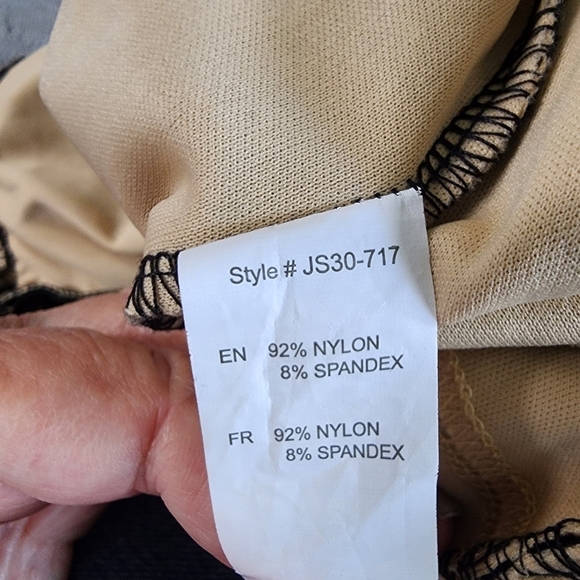 Style # JS30-717
EN 92% NYLON
8% SPANDEX
FR 92% NYLON
8% SPANDEX